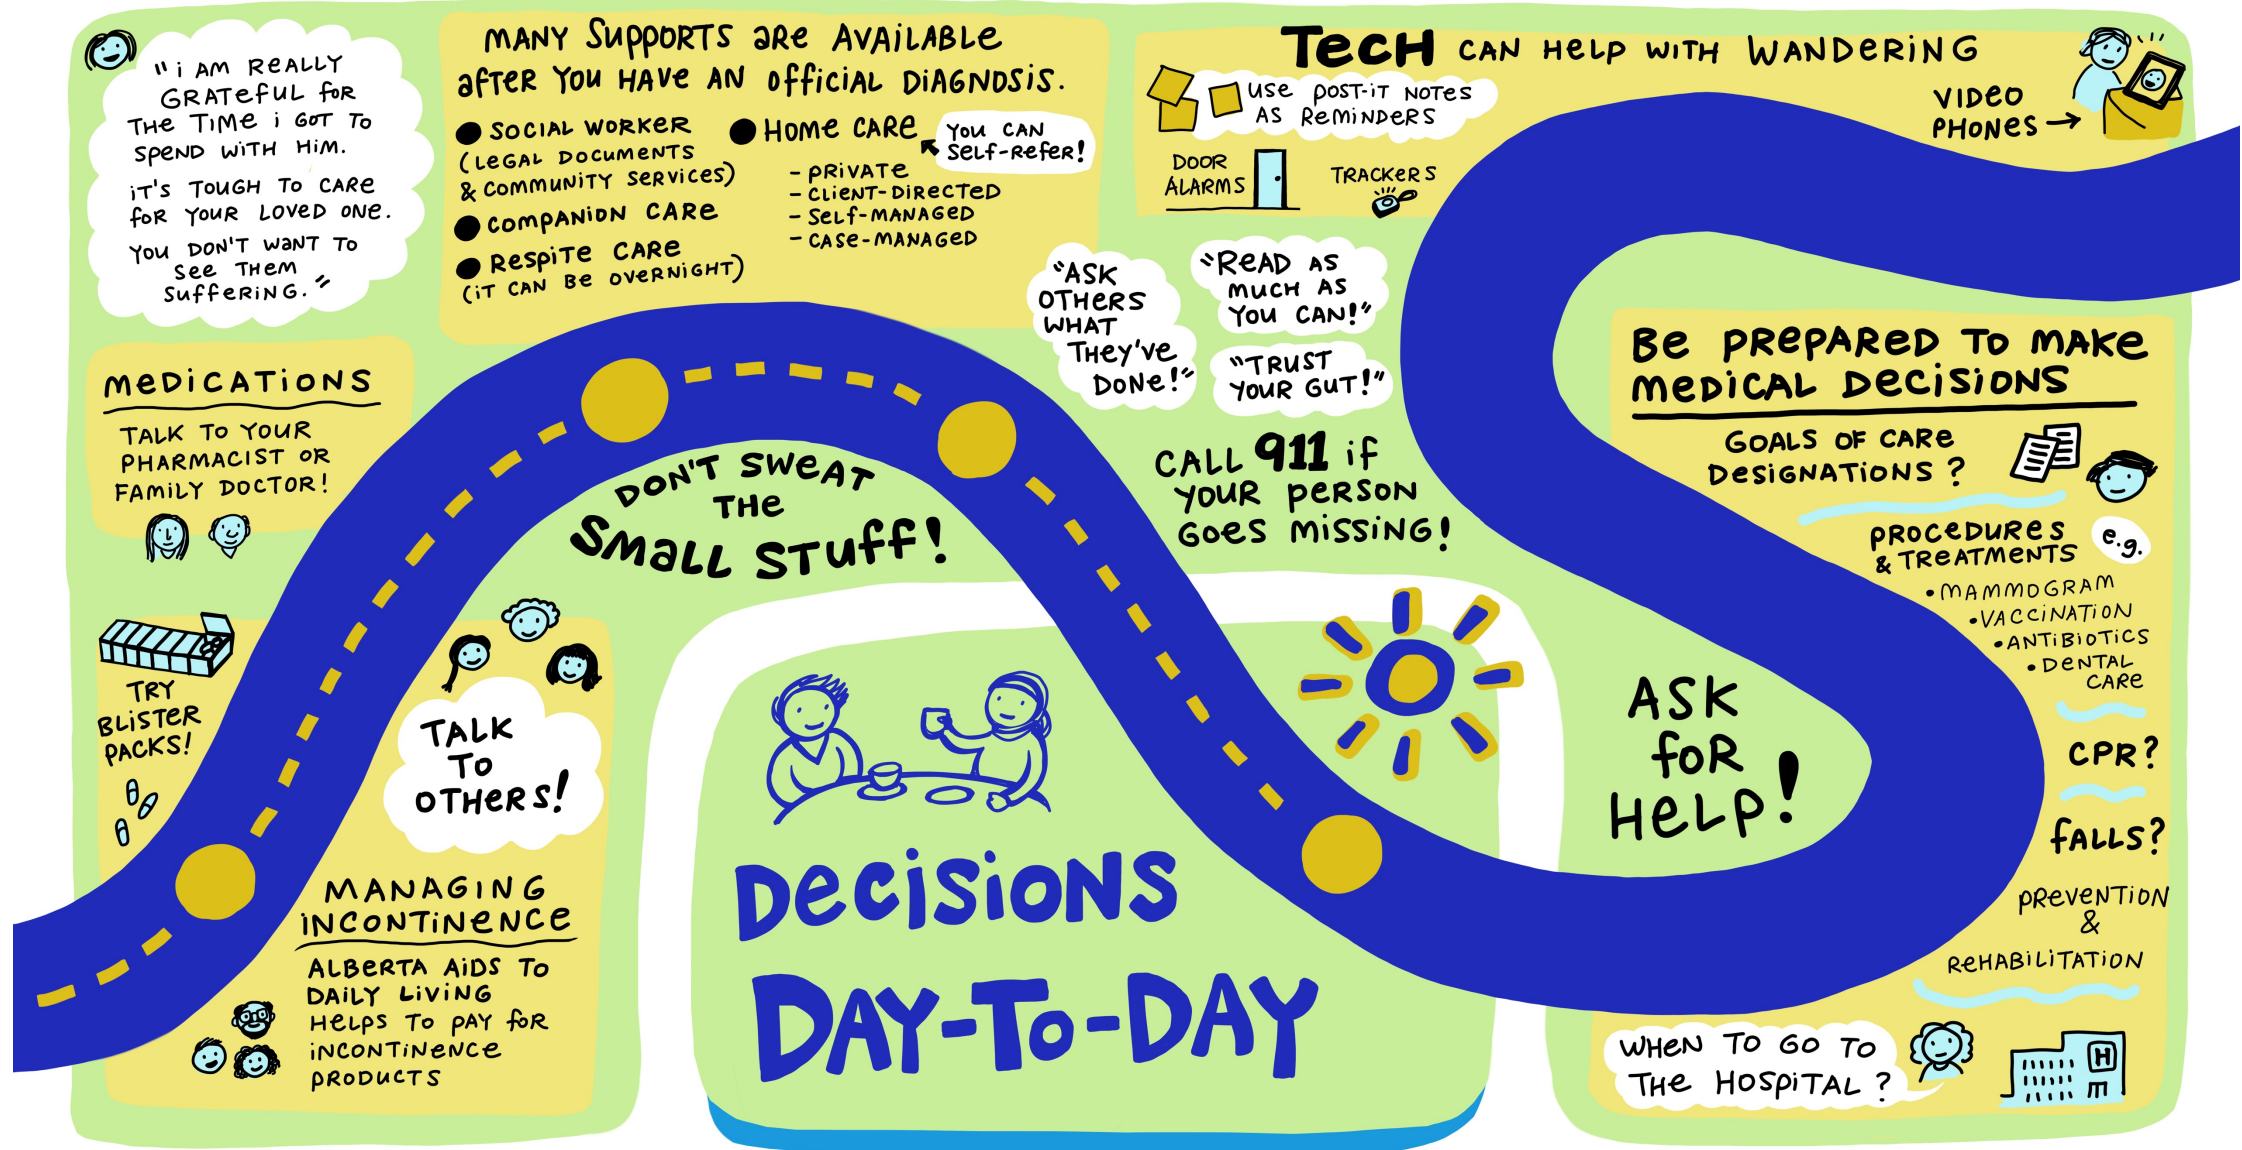 "I AM REALLY
GRATEFUL FOR
THE TIME I GOT TO
SPEND WITH HIM.
IT'S TOUGH TO CARE
FOR YOUR LOVED ONE.
YOU DON'T WANT TO
SEE THEM
SUFFERING."
MANY SUPPORTS ARE AVAILABLE
AFTER YOU HAVE AN OFFICIAL DIAGNOSIS.
● SOCIAL WORKER
(LEGAL DOCUMENTS
& COMMUNITY SERVICES)
● COMPANION CARE
● RESPITE CARE
(IT CAN BE OVERNIGHT)
● HOME CARE
YOU CAN
SELF-REFER!
- PRIVATE
- CLIENT-DIRECTED
- SELF-MANAGED
- CASE-MANAGED
TECH CAN HELP WITH WANDERING
USE POST-IT NOTES
AS REMINDERS
DOOR
ALARMS
TRACKERS
VIDEO
PHONES →
"ASK
OTHERS
WHAT
THEY'VE
DONE!"
"READ AS
MUCH AS
YOU CAN!"
"TRUST
YOUR GUT!"
CALL 911 IF
YOUR PERSON
GOES MISSING!
MEDICATIONS
TALK TO YOUR
PHARMACIST OR
FAMILY DOCTOR!
TRY
BLISTER
PACKS!
DON'T SWEAT
THE
SMALL STUFF!
TALK
TO
OTHERS!
MANAGING
INCONTINENCE
ALBERTA AIDS TO
DAILY LIVING
HELPS TO PAY FOR
INCONTINENCE
PRODUCTS
DECISIONS
DAY-TO-DAY
ASK
FOR
HELP!
BE PREPARED TO MAKE
MEDICAL DECISIONS
GOALS OF CARE
DESIGNATIONS?
PROCEDURES
& TREATMENTS
e.g.
• MAMMOGRAM
• VACCINATION
• ANTIBIOTICS
• DENTAL
CARE
CPR?
FALLS?
PREVENTION
&
REHABILITATION
WHEN TO GO TO
THE HOSPITAL?
H